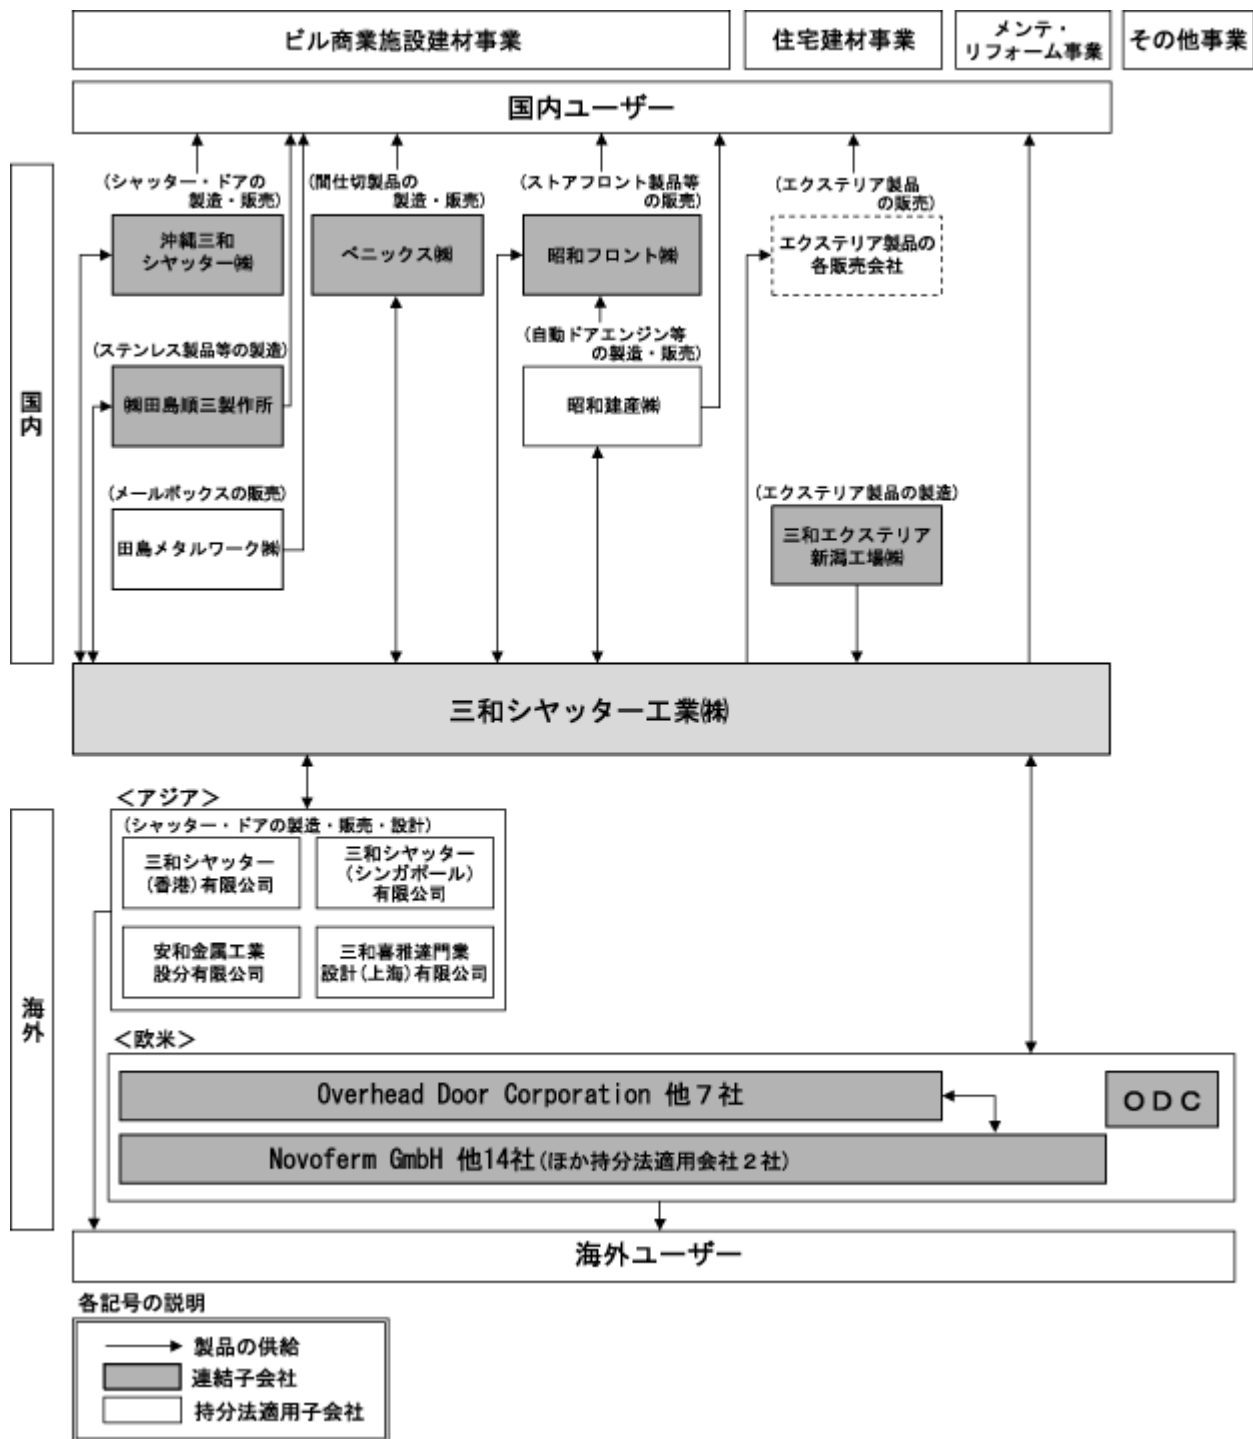 ビル商業施設建材事業
住宅建材事業
メンテ・
リフォーム事業
その他事業
国内ユーザー
国内
(シャッター・ドアの
製造・販売)
沖縄三和
シヤッター㈱
(間仕切製品の
製造・販売)
ベニックス㈱
(ストアフロント製品等
の販売)
昭和フロント㈱
(エクステリア製品
の販売)
エクステリア製品の
各販売会社
(ステンレス製品等の製造)
㈱田島順三製作所
(自動ドアエンジン等
の製造・販売)
昭和建産㈱
(メールボックスの販売)
田島メタルワーク㈱
(エクステリア製品の製造)
三和エクステリア
新潟工場㈱
三和シヤッター工業㈱
海外
＜アジア＞
(シャッター・ドアの製造・販売・設計)
三和シヤッター
(香港)有限公司
三和シヤッター
(シンガポール)
有限公司
安和金属工業
股分有限公司
三和喜雅達門業
設計(上海)有限公司
＜欧米＞
Overhead Door Corporation 他７社
ＯＤＣ
Novoferm GmbH 他14社(ほか持分法適用会社２社)
海外ユーザー
各記号の説明
製品の供給
連結子会社
持分法適用子会社